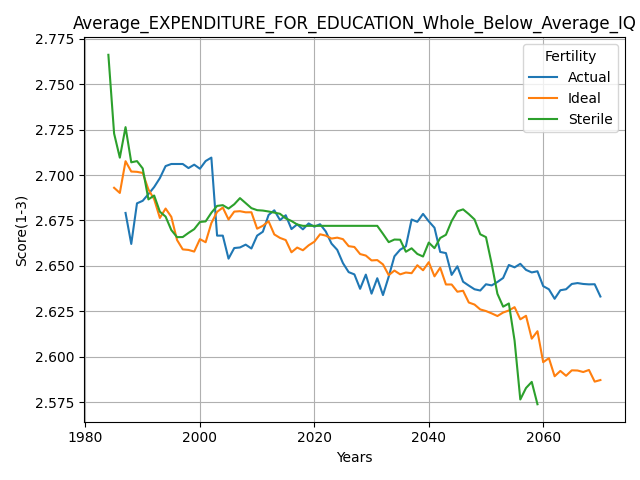 Average_EXPENDITURE_FOR_EDUCATION_Whole_Below_Average_IQ
2.775
2.750
2.725
2.700
2.675
2.650
2.625
2.600
2.575
Score(1-3)
Fertility
Actual
Ideal
Sterile
1980 2000 2020 2040 2060
Years